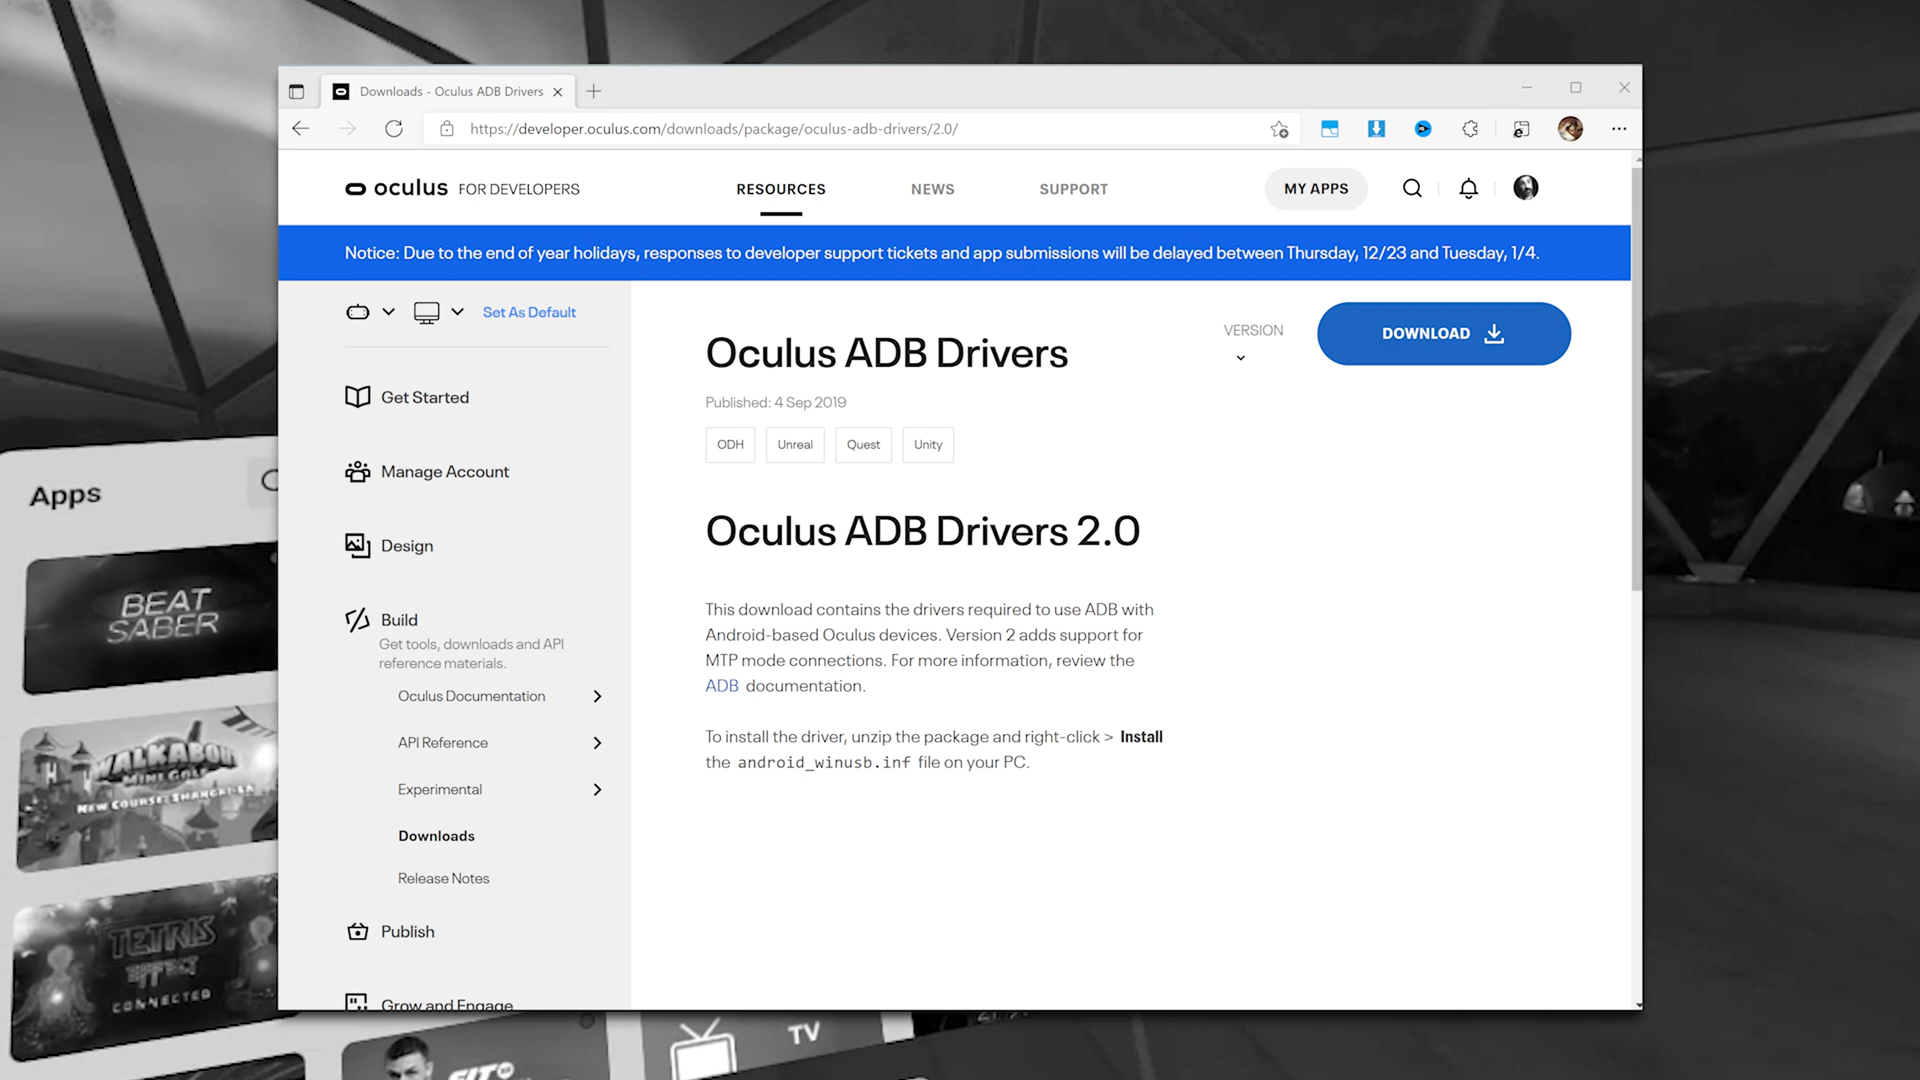 Downloads - Oculus ADB Drivers
https://developer.oculus.com/downloads/package/oculus-adb-drivers/2.0/
oculus FOR DEVELOPERS
RESOURCES
NEWS
SUPPORT
MY APPS
Notice: Due to the end of year holidays, responses to developer support tickets and app submissions will be delayed between Thursday, 12/23 and Tuesday, 1/4.
Set As Default
Get Started
Manage Account
Design
Build
Get tools, downloads and API
reference materials.
Oculus Documentation
API Reference
Experimental
Downloads
Release Notes
Publish
Grow and Engage
Oculus ADB Drivers
VERSION
DOWNLOAD
Published: 4 Sep 2019
ODH
Unreal
Quest
Unity
Oculus ADB Drivers 2.0
This download contains the drivers required to use ADB with
Android-based Oculus devices. Version 2 adds support for
MTP mode connections. For more information, review the
ADB documentation.
To install the driver, unzip the package and right-click > Install
the android_winusb.inf file on your PC.
Apps
BEAT
SABER
WALKABOUT
MINI GOLF
NEW COURSE: SHANGRI-LA
TETRIS
EFFECT
CONNECTED
FIT
TV